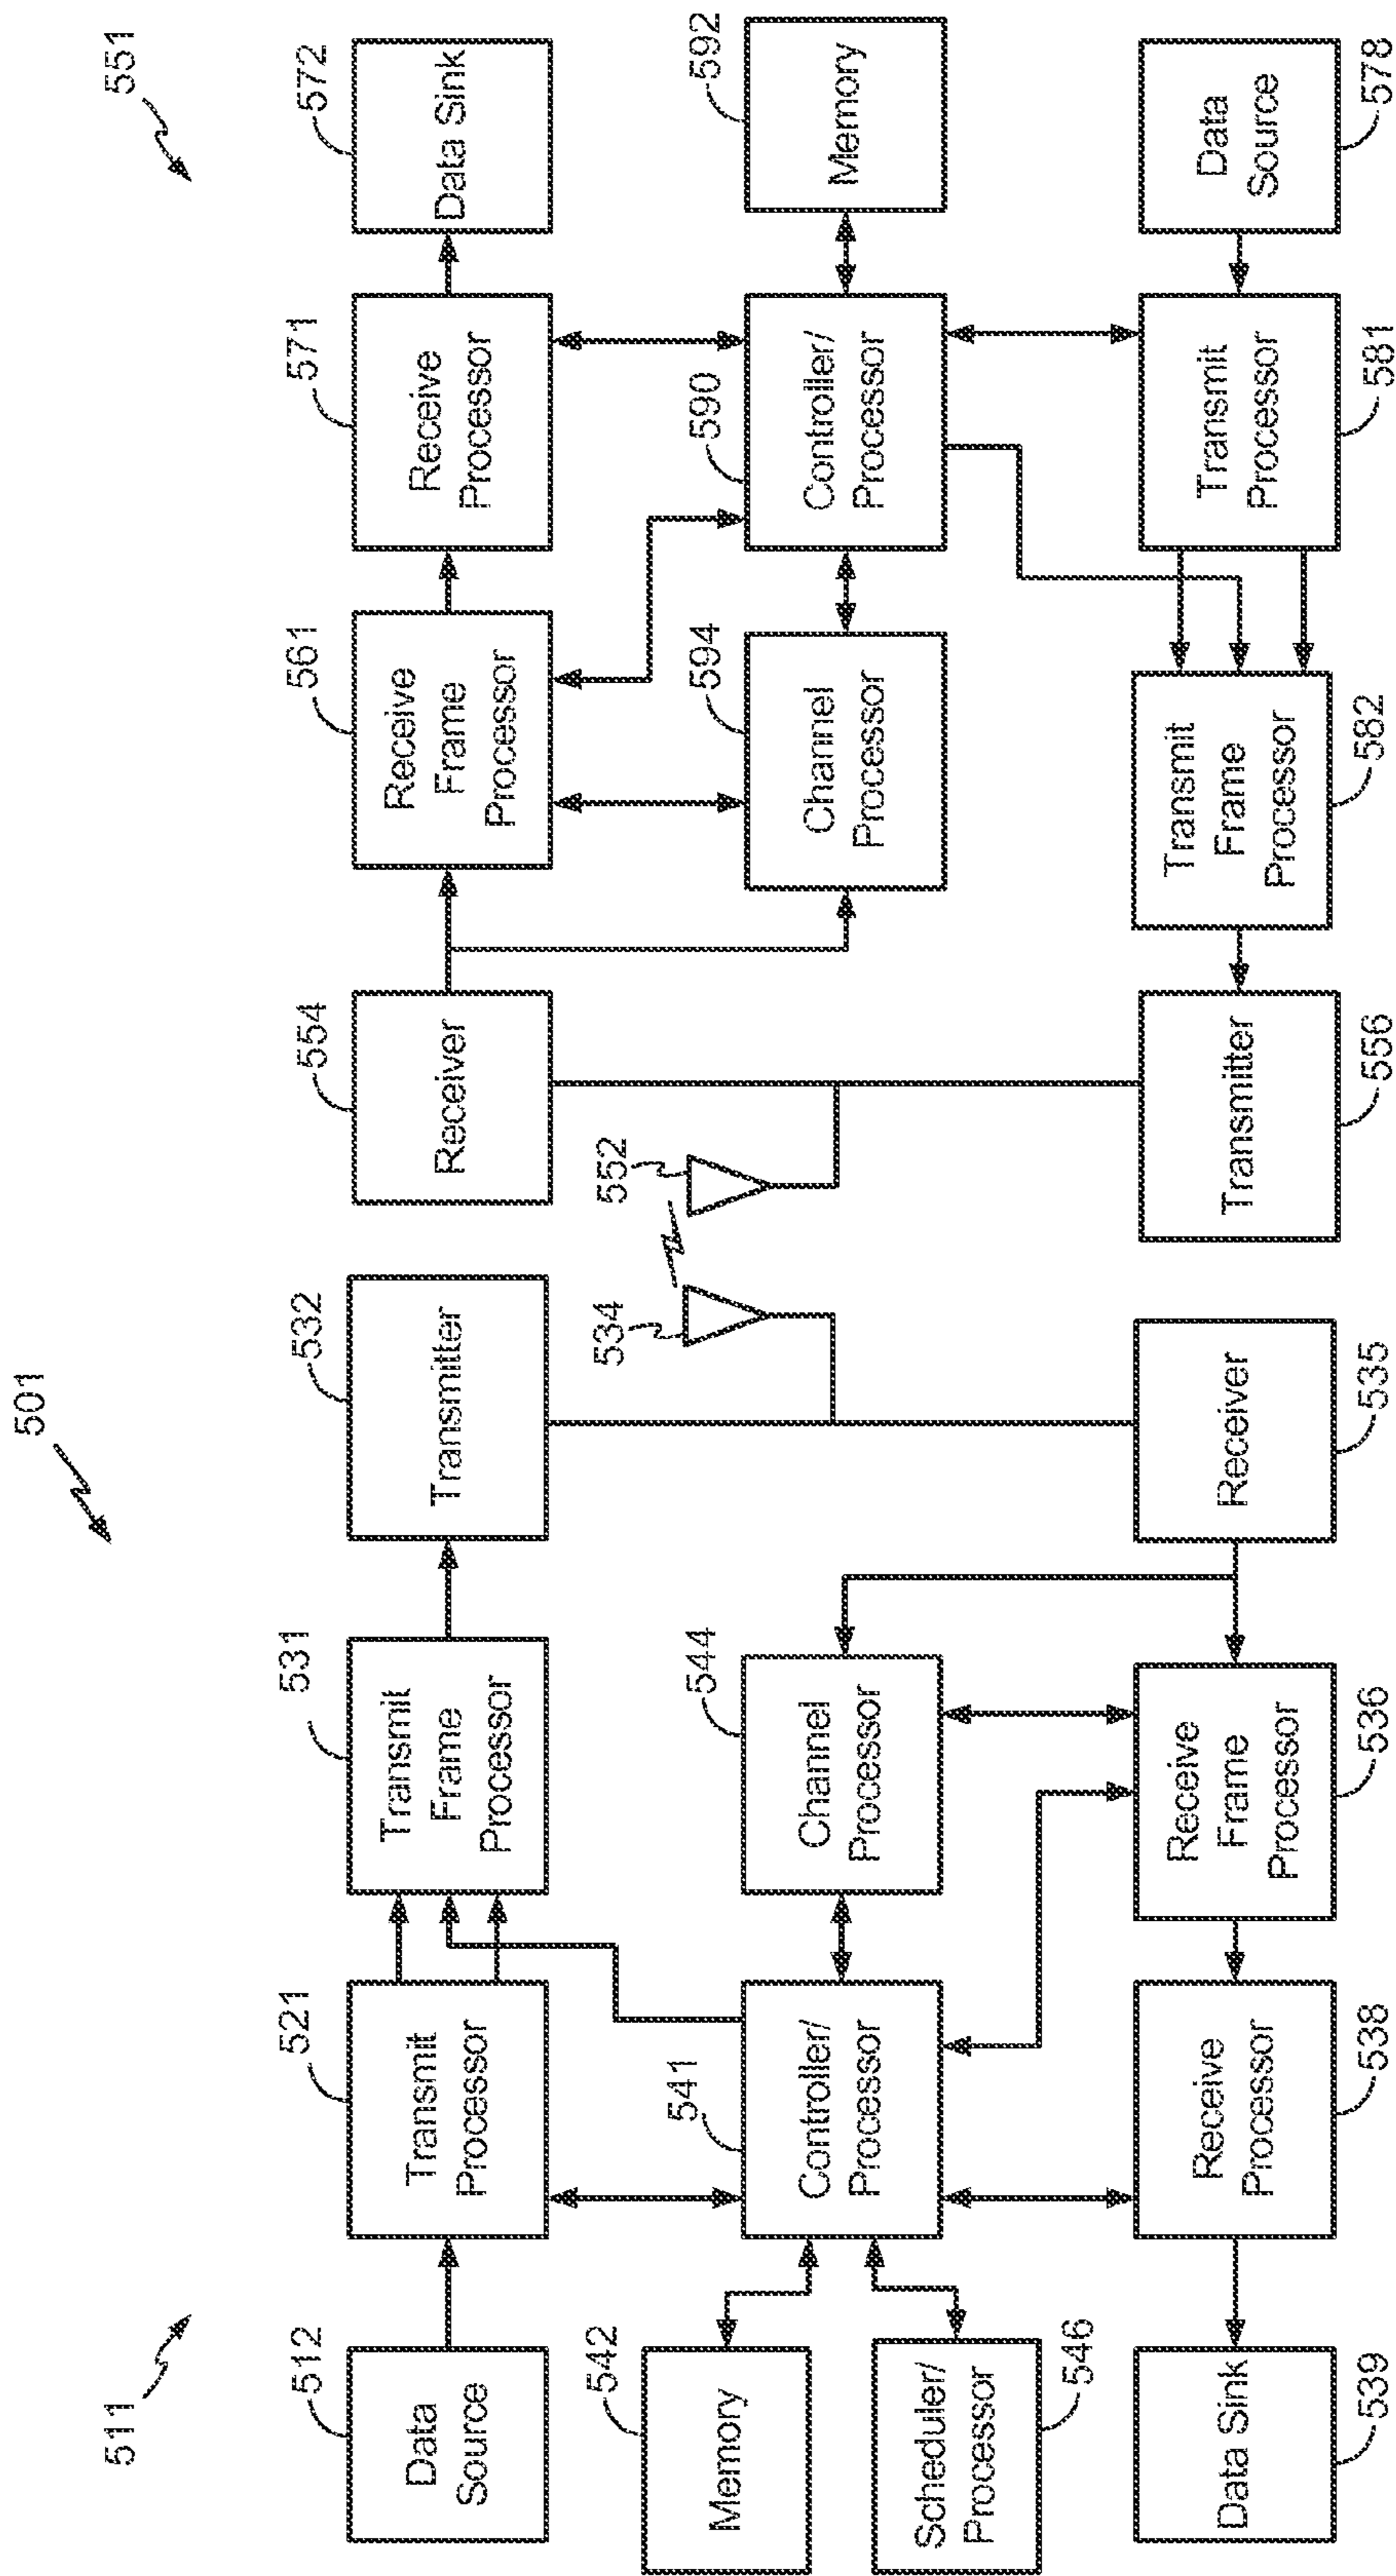 501
511
551
512
Data
Source
521
Transmit
Processor
531
Transmit
Frame
Processor
532
Transmitter
554
Receiver
561
Receive
Frame
Processor
571
Receive
Processor
572
Data Sink
542
Memory
541
Controller/
Processor
544
Channel
Processor
534
552
594
Channel
Processor
590
Controller/
Processor
592
Memory
Scheduler/
Processor
546
Data Sink
539
Receive
Processor
538
Receive
Frame
Processor
536
Receiver
535
Transmitter
556
Transmit
Frame
Processor
582
Transmit
Processor
581
Data
Source
578